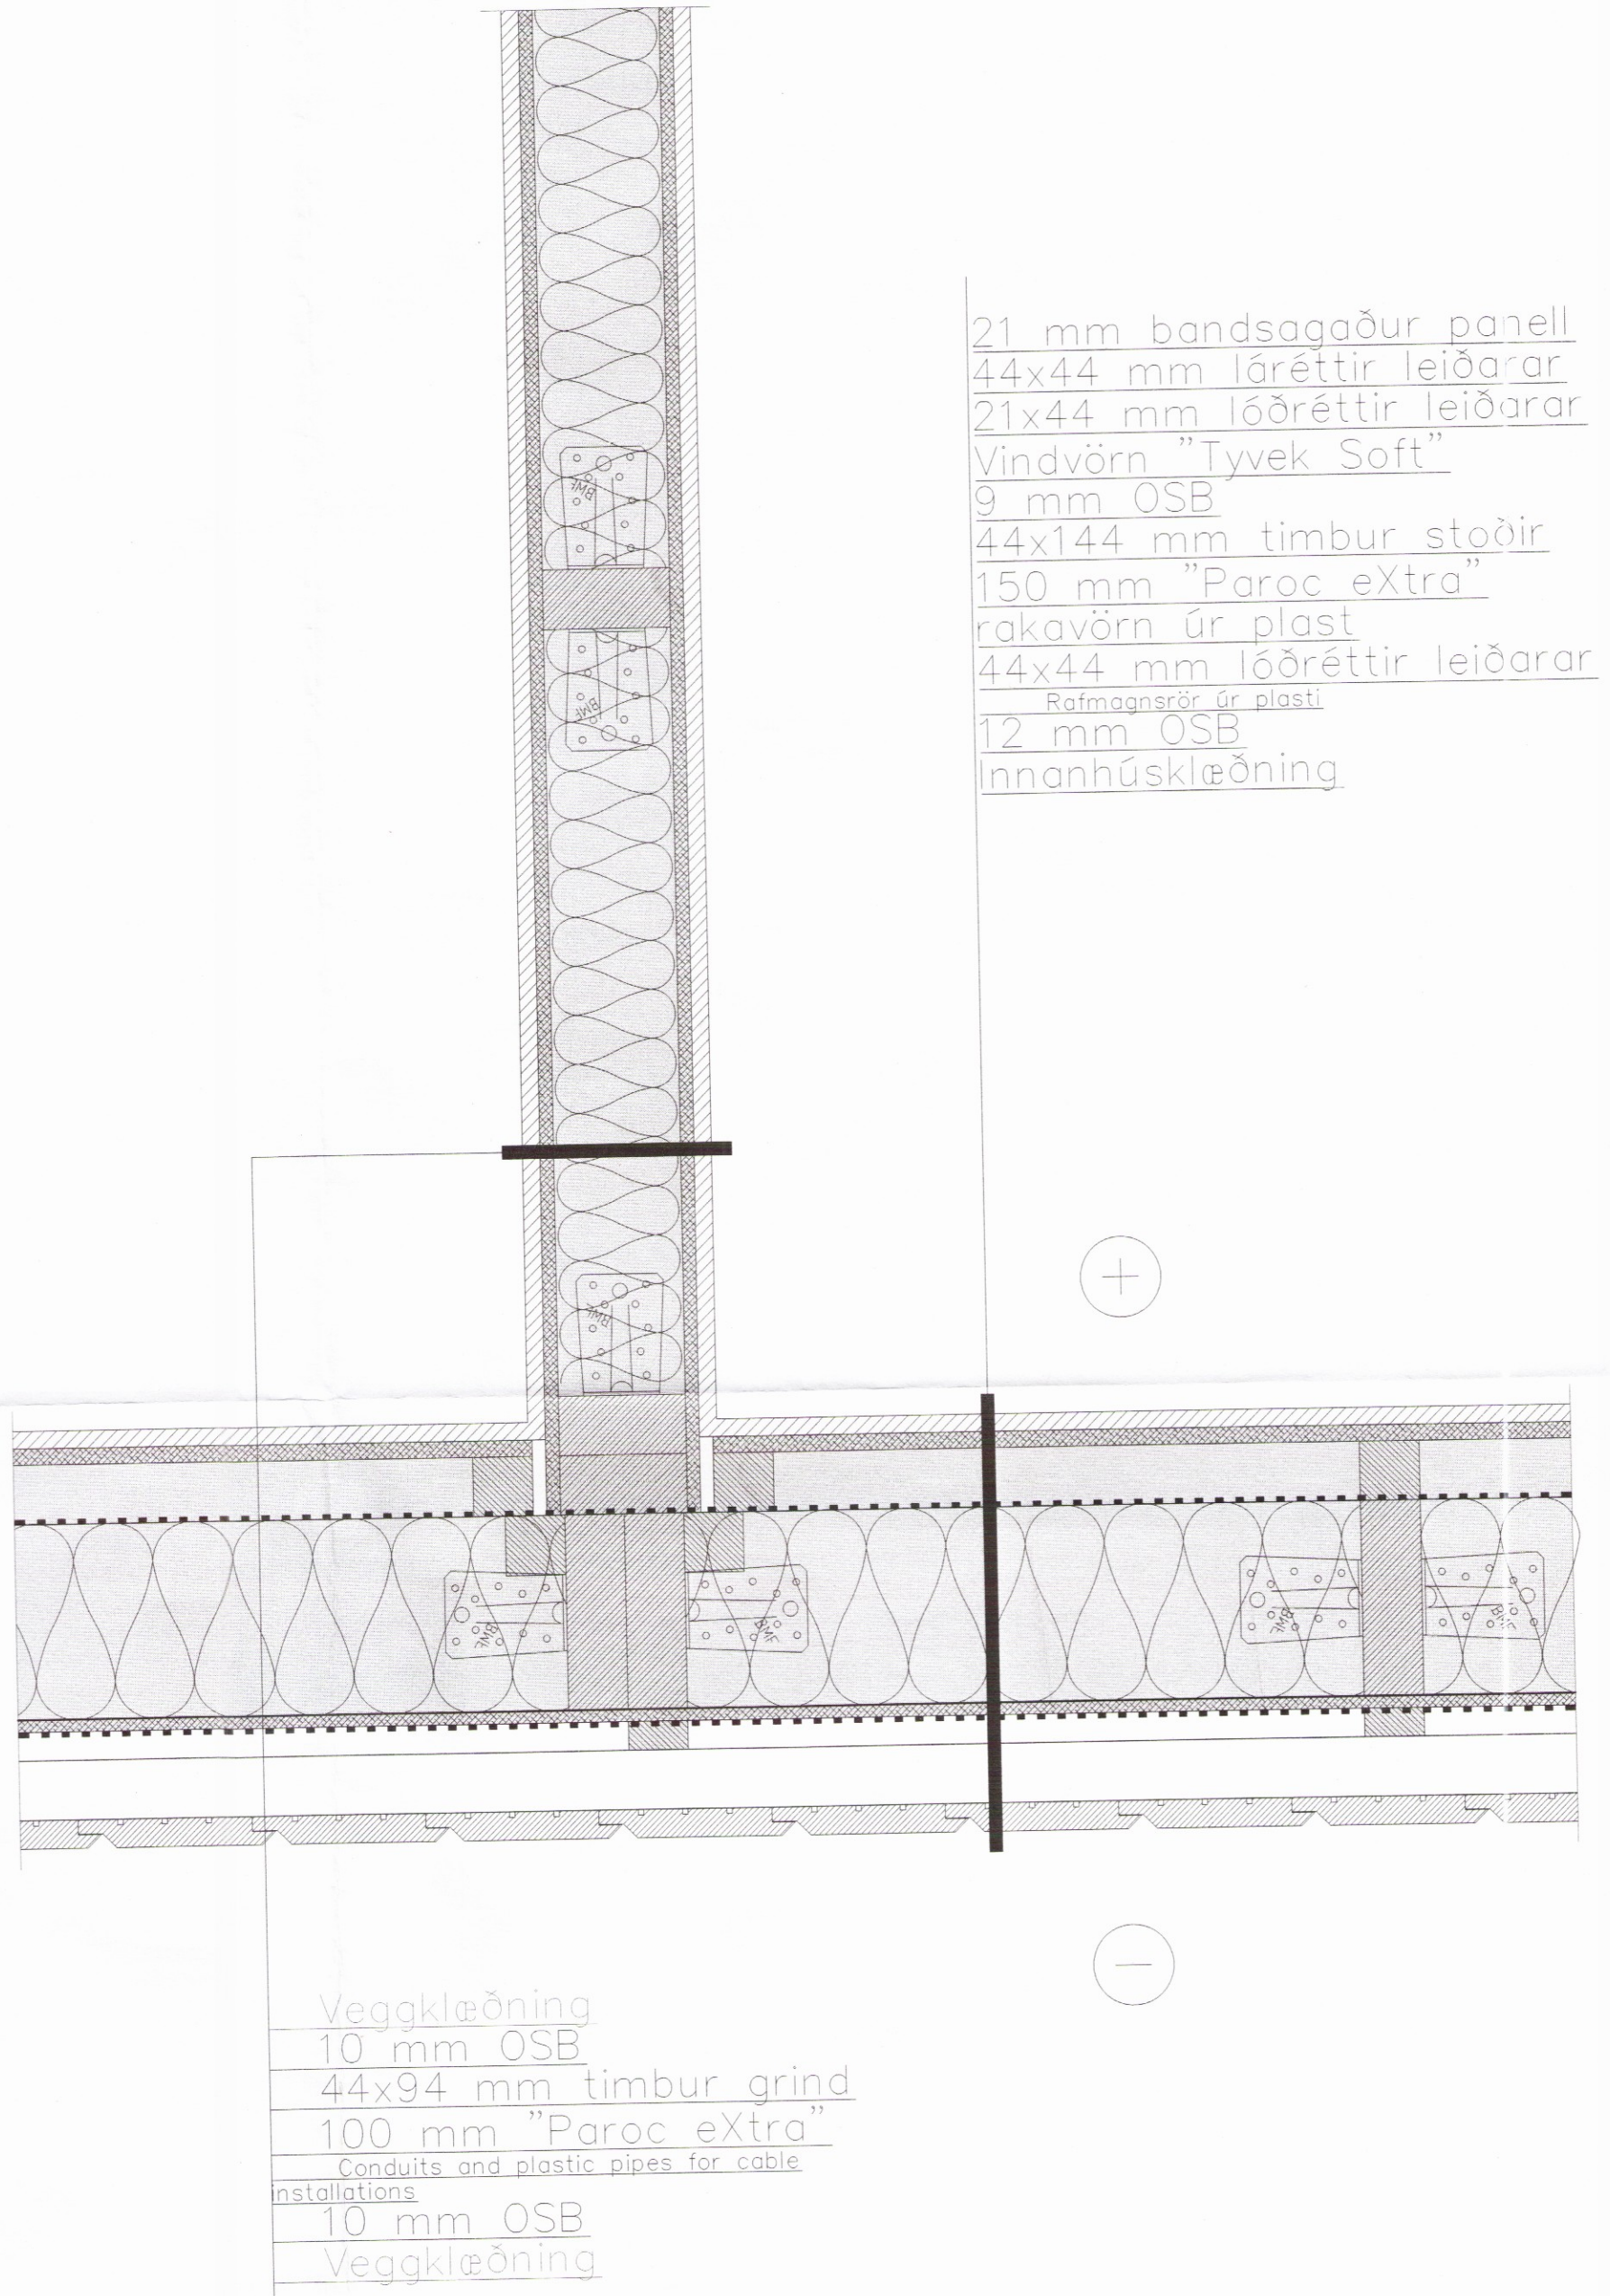 21 mm bandsagaður panell
44x44 mm láréttir leiðarar
21x44 mm lóðréttir leiðarar
Vindvörn "Tyvek Soft"
9 mm OSB
44x144 mm timbur stoðir
150 mm "Paroc eXtra"
rakavörn úr plast
44x44 mm lóðréttir leiðarar
Rafmagnsrör úr plasti
12 mm OSB
Innanhúsklæðning
BMF
BMF
BMF
+
BMF
BMF
BMF
BMF
−
Veggklæðning
10 mm OSB
44x94 mm timbur grind
100 mm "Paroc eXtra"
Conduits and plastic pipes for cable
installations
10 mm OSB
Veggklæðning